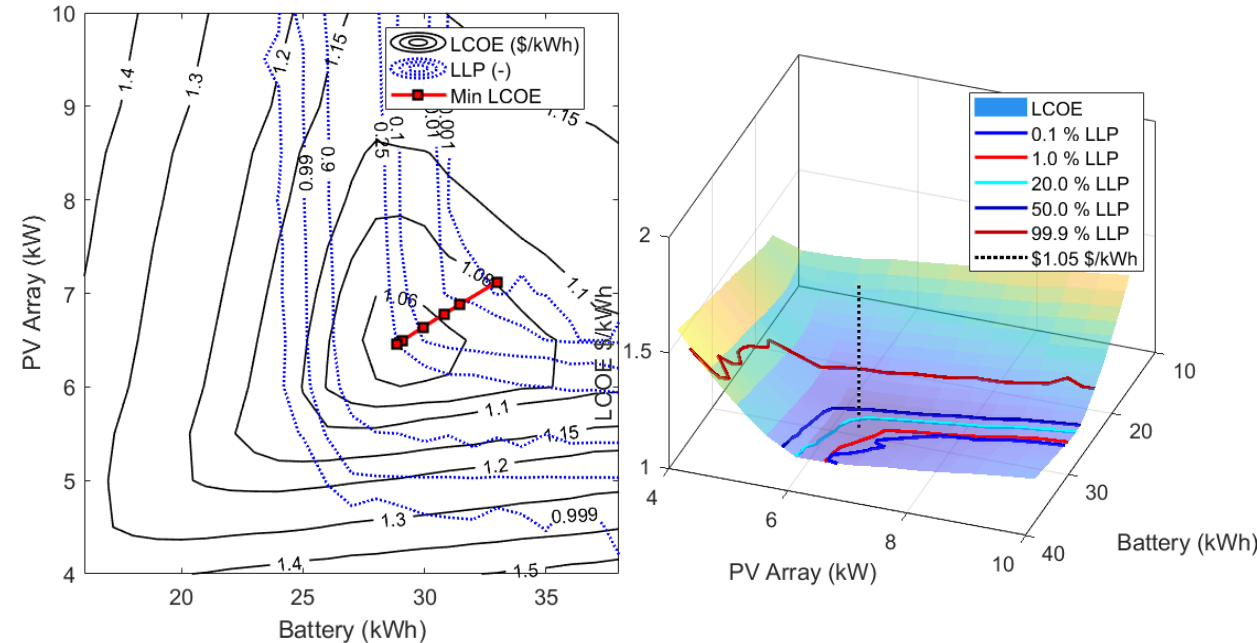 10
9
8
7
6
5
4
20
25
30
35
PV Array (kW)
Battery (kWh)
LCOE ($/kWh)
LLP (-)
Min LCOE
1.4
1.3
1.2
1.15
0.25
0.1
0.01
0.001
1.15
0.99
0.9
1.08
1.06
1.1
1.1
1.15
1.2
1.3
0.999
1.4
1.5
LCOE $/kWh
2
1.5
1
4
6
8
10
40
30
20
10
PV Array (kW)
Battery (kWh)
LCOE
0.1 % LLP
1.0 % LLP
20.0 % LLP
50.0 % LLP
99.9 % LLP
$1.05 $/kWh